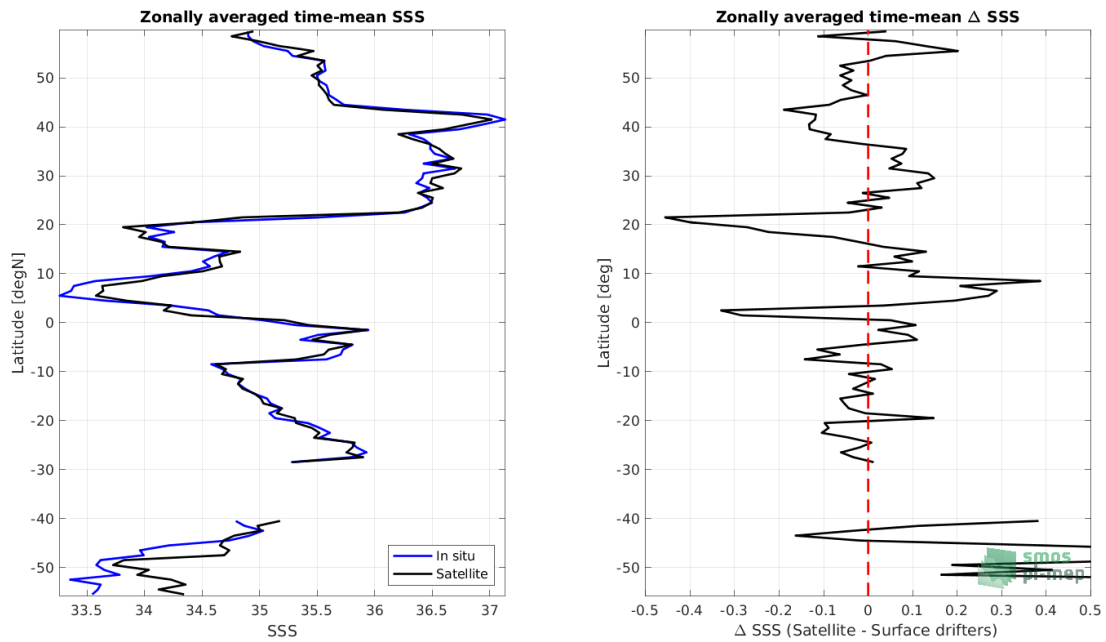 Zonally averaged time-mean SSS
50
40
30
20
10
0
-10
-20
-30
-40
-50
Latitude [degN]
33.5 34 34.5 35 35.5 36 36.5 37
SSS
In situ
Satellite
Zonally averaged time-mean Δ SSS
50
40
30
20
10
0
-10
-20
-30
-40
-50
Latitude [deg]
-0.5 -0.4 -0.3 -0.2 -0.1 0 0.1 0.2 0.3 0.4 0.5
Δ SSS (Satellite - Surface drifters)
smos
pi-mep